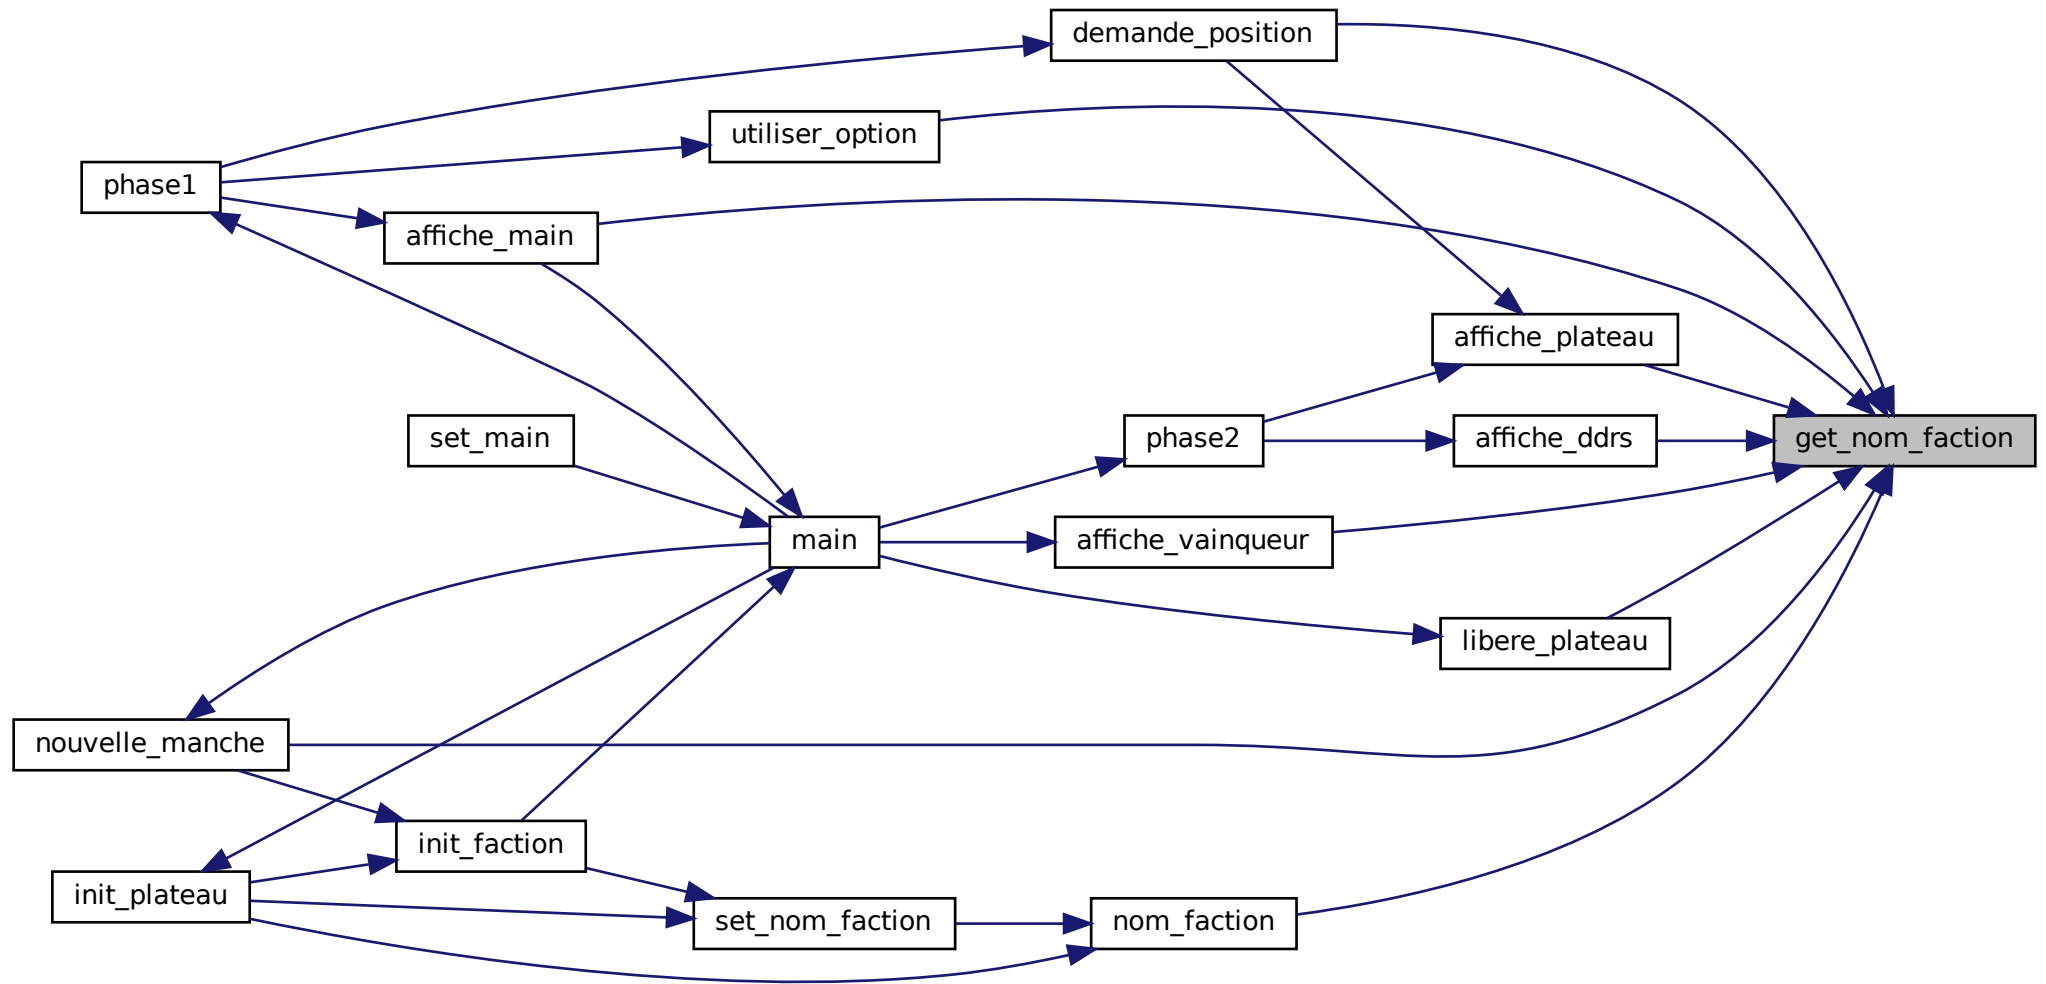 demande_position
utiliser_option
phase1
affiche_main
affiche_plateau
set_main
phase2
affiche_ddrs
get_nom_faction
main
affiche_vainqueur
libere_plateau
nouvelle_manche
init_faction
init_plateau
set_nom_faction
nom_faction